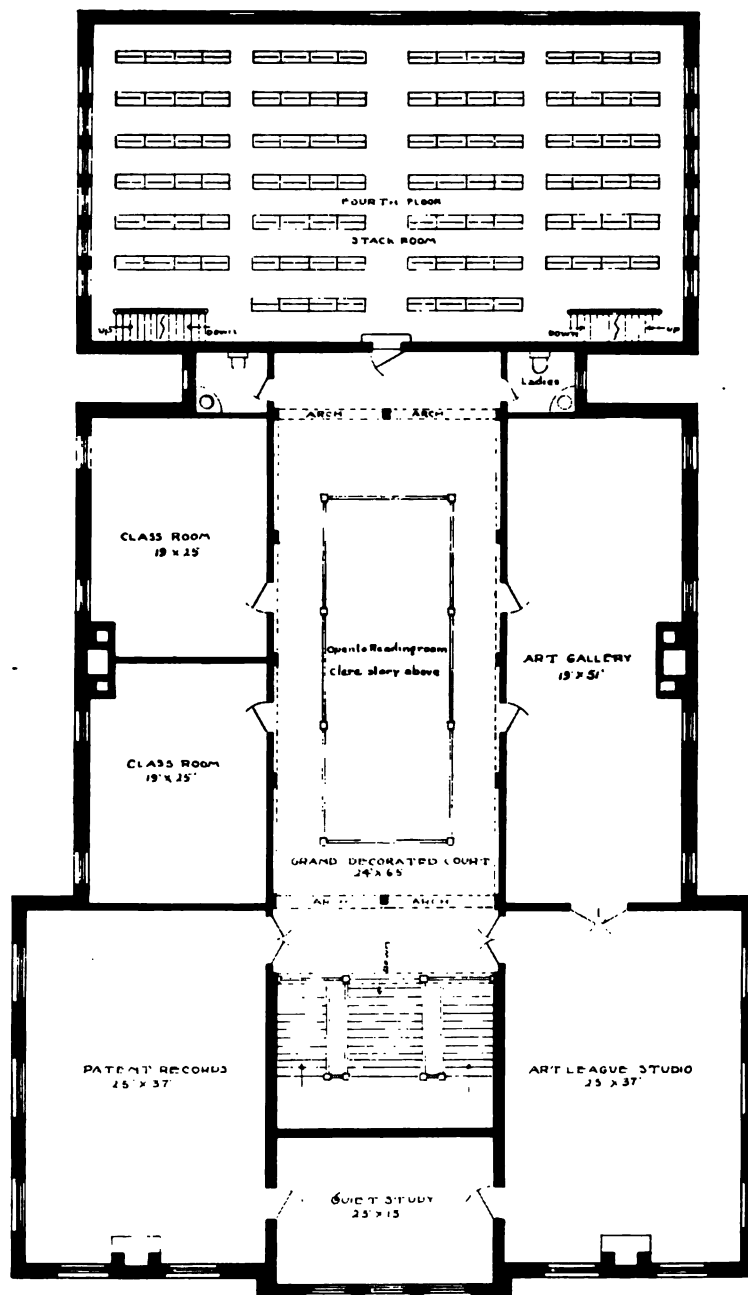 FOURTH FLOOR
STACK ROOM
UP
DOWN
DOWN
UP
Ladies
ARCH
ARCH
CLASS ROOM
19' X 25'
Open to Reading room
Clere story above
ART GALLERY
19' X 51'
CLASS ROOM
19' X 25'
GRAND DECORATED COURT
24' X 65'
ARCH
ARCH
DOWN
PATENT RECORDS
25' X 37'
ART LEAGUE STUDIO
25' X 37'
QUIET STUDY
25' X 15'